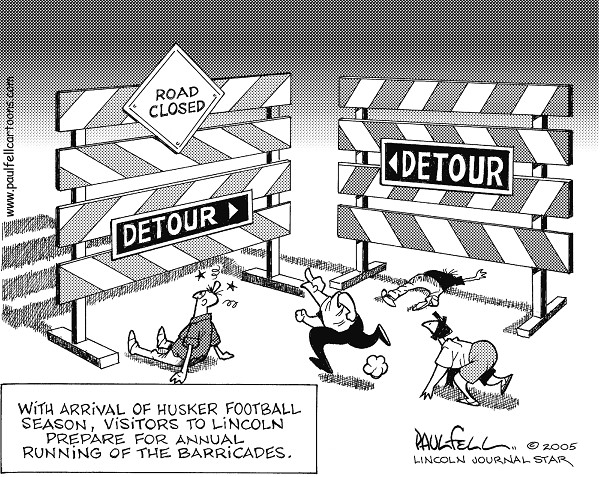 ROAD
CLOSED
DETOUR
DETOUR
www.paulfellcartoons.com
WITH ARRIVAL OF HUSKER FOOTBALL
SEASON, VISITORS TO LINCOLN
PREPARE FOR ANNUAL
RUNNING OF THE BARRICADES.
PAUL FELL... © 2005
LINCOLN JOURNAL STAR